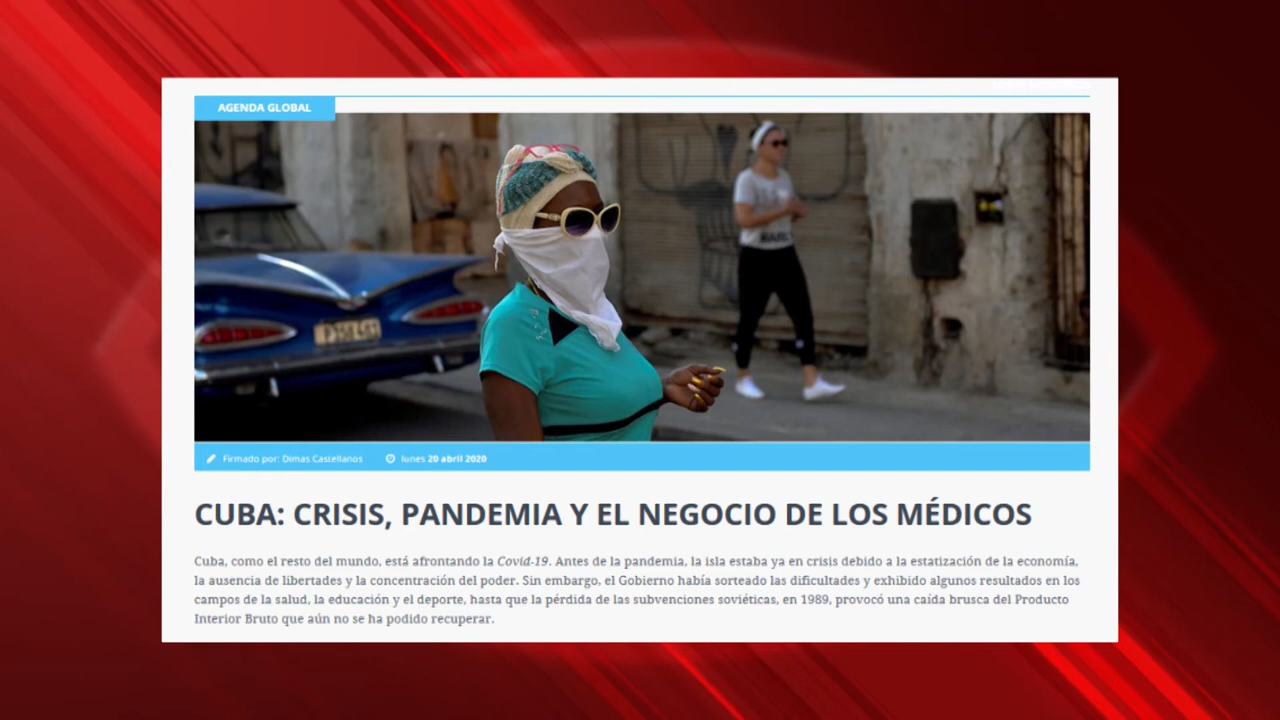 AGENDA GLOBAL
Firmado por: Dimas Castellanos lunes 20 abril 2020
CUBA: CRISIS, PANDEMIA Y EL NEGOCIO DE LOS MÉDICOS
Cuba, como el resto del mundo, está afrontando la Covid-19. Antes de la pandemia, la isla estaba ya en crisis debido a la estatización de la economía,
la ausencia de libertades y la concentración del poder. Sin embargo, el Gobierno había sorteado las dificultades y exhibido algunos resultados en los
campos de la salud, la educación y el deporte, hasta que la pérdida de las subvenciones soviéticas, en 1989, provocó una caída brusca del Producto
Interior Bruto que aún no se ha podido recuperar.